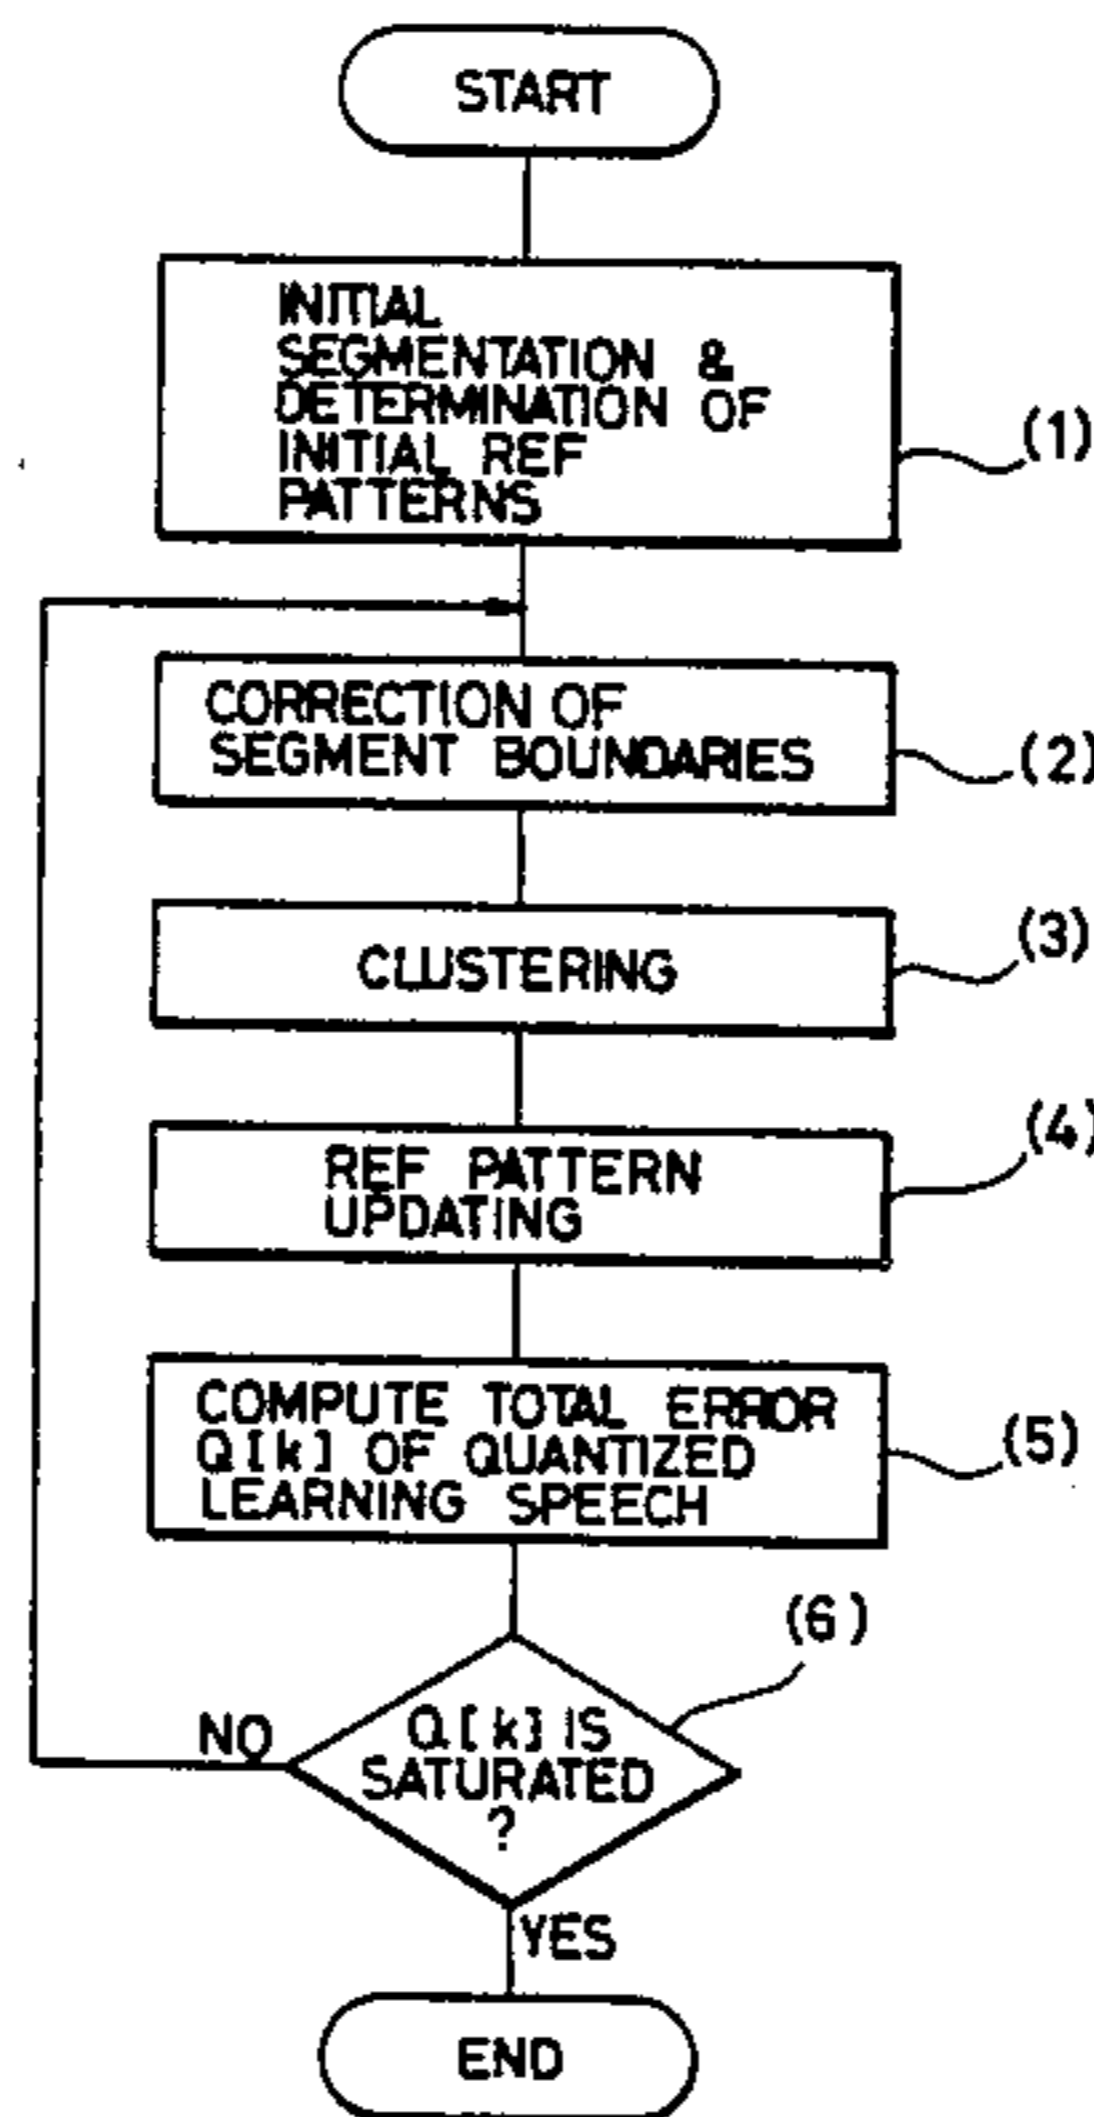 START
INITIAL
SEGMENTATION &
DETERMINATION OF
INITIAL REF
PATTERNS
(1)
CORRECTION OF
SEGMENT BOUNDARIES
(2)
CLUSTERING
(3)
REF PATTERN
UPDATING
(4)
COMPUTE TOTAL ERROR
Q[k] OF QUANTIZED
LEARNING SPEECH
(5)
(6)
NO
Q[k] IS
SATURATED
?
YES
END